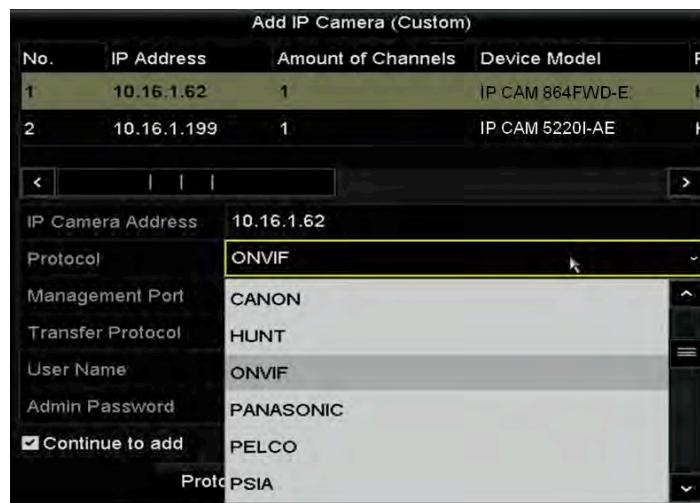 Add IP Camera (Custom)
No. IP Address Amount of Channels Device Model
1 10.16.1.62 1 IP CAM 864FWD-E
2 10.16.1.199 1 IP CAM 5220I-AE
IP Camera Address 10.16.1.62
Protocol ONVIF
Management Port CANON
Transfer Protocol HUNT
User Name ONVIF
Admin Password PANASONIC
Continue to add PELCO
Proto PSIA